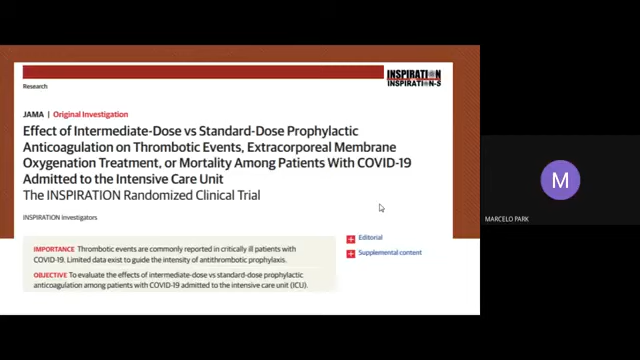 INSPIRATION
INSPIRATION-S
Research
JAMA | Original Investigation
Effect of Intermediate-Dose vs Standard-Dose Prophylactic
Anticoagulation on Thrombotic Events, Extracorporeal Membrane
Oxygenation Treatment, or Mortality Among Patients With COVID-19
Admitted to the Intensive Care Unit
The INSPIRATION Randomized Clinical Trial
INSPIRATION Investigators
IMPORTANCE Thrombotic events are commonly reported in critically ill patients with
COVID-19. Limited data exist to guide the intensity of antithrombotic prophylaxis.
OBJECTIVE To evaluate the effects of intermediate-dose vs standard-dose prophylactic
anticoagulation among patients with COVID-19 admitted to the intensive care unit (ICU).
Editorial
Supplemental content
M
MARCELO PARK